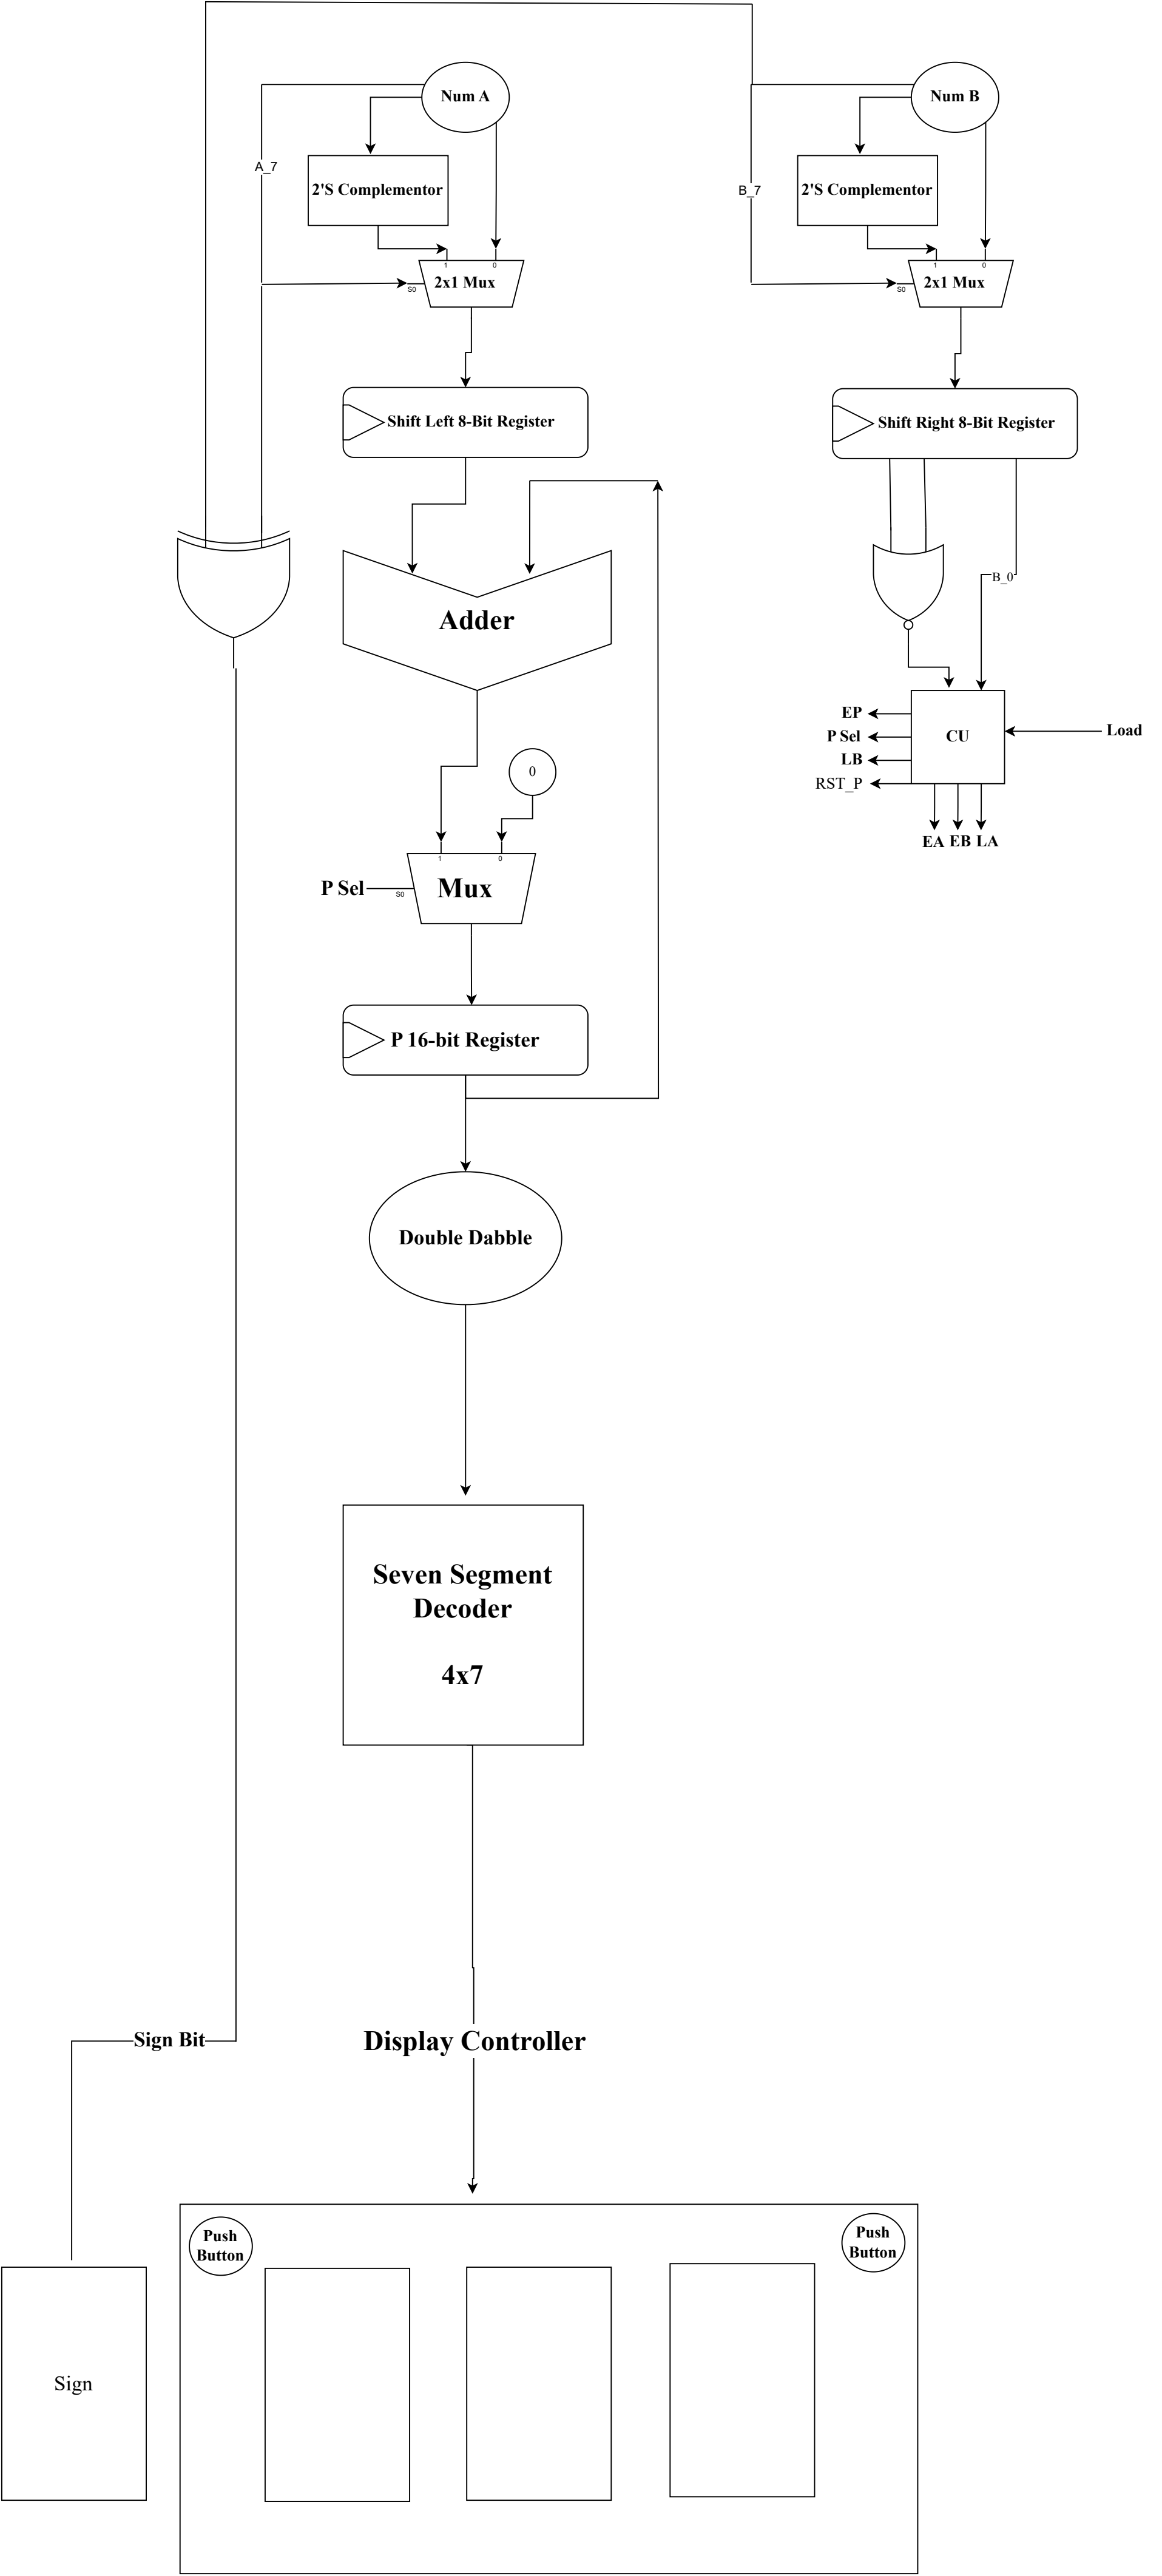 Num A
Num B
A_7
2'S Complementor
B_7
2'S Complementor
1
0
S0
2x1 Mux
1
0
S0
2x1 Mux
Shift Left 8-Bit Register
Shift Right 8-Bit Register
B_0
Adder
EP
P Sel
LB
RST_P
CU
Load
EA
EB
LA
0
1
0
P Sel
S0
Mux
P 16-bit Register
Double Dabble
Seven Segment
Decoder
4x7
Sign Bit
Display Controller
Push
Button
Push
Button
Sign